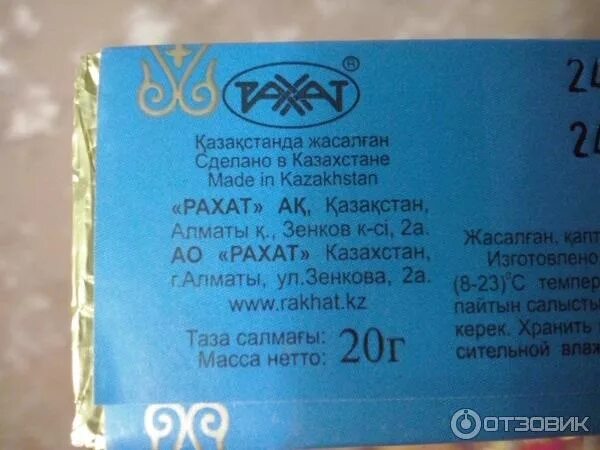 РАХАТ®
Қазақстанда жасалған
Сделано в Казахстане
Made in Kazakhstan
«РАХАТ» АҚ, Қазақстан,
Алматы қ., Зенков к-сі, 2а.
АО «РАХАТ» Казахстан,
г.Алматы, ул.Зенкова, 2а.
www.rakhat.kz
Таза салмағы:
Масса нетто: 20г
Жасалған, қапт
Изготовлено
(8-23)°С темпер
пайтын салысты
керек. Хранить
сительной влаж
ОТЗОВИК